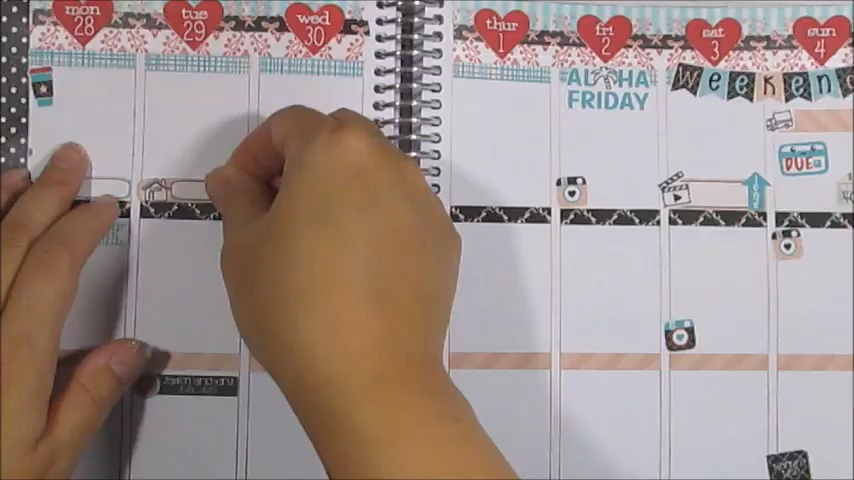 mon
28
tue
29
wed
30
thur
1
fri
2
sat
3
sun
4
ALOHA
FRIDAY
Weekend
DUE